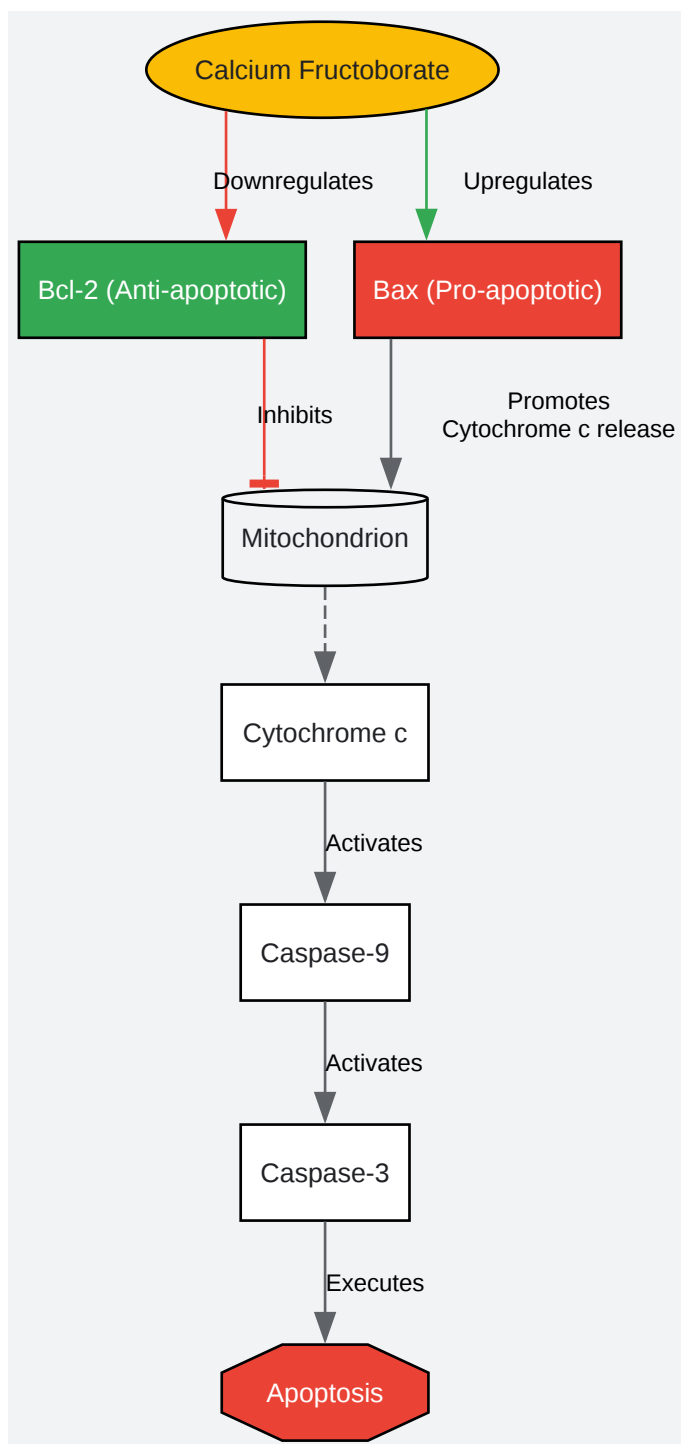 Calcium Fructoborate
Downregulates
Upregulates
Bcl-2 (Anti-apoptotic)
Bax (Pro-apoptotic)
Inhibits
Promotes
Cytochrome c release
Mitochondrion
Cytochrome c
Activates
Caspase-9
Activates
Caspase-3
Executes
Apoptosis